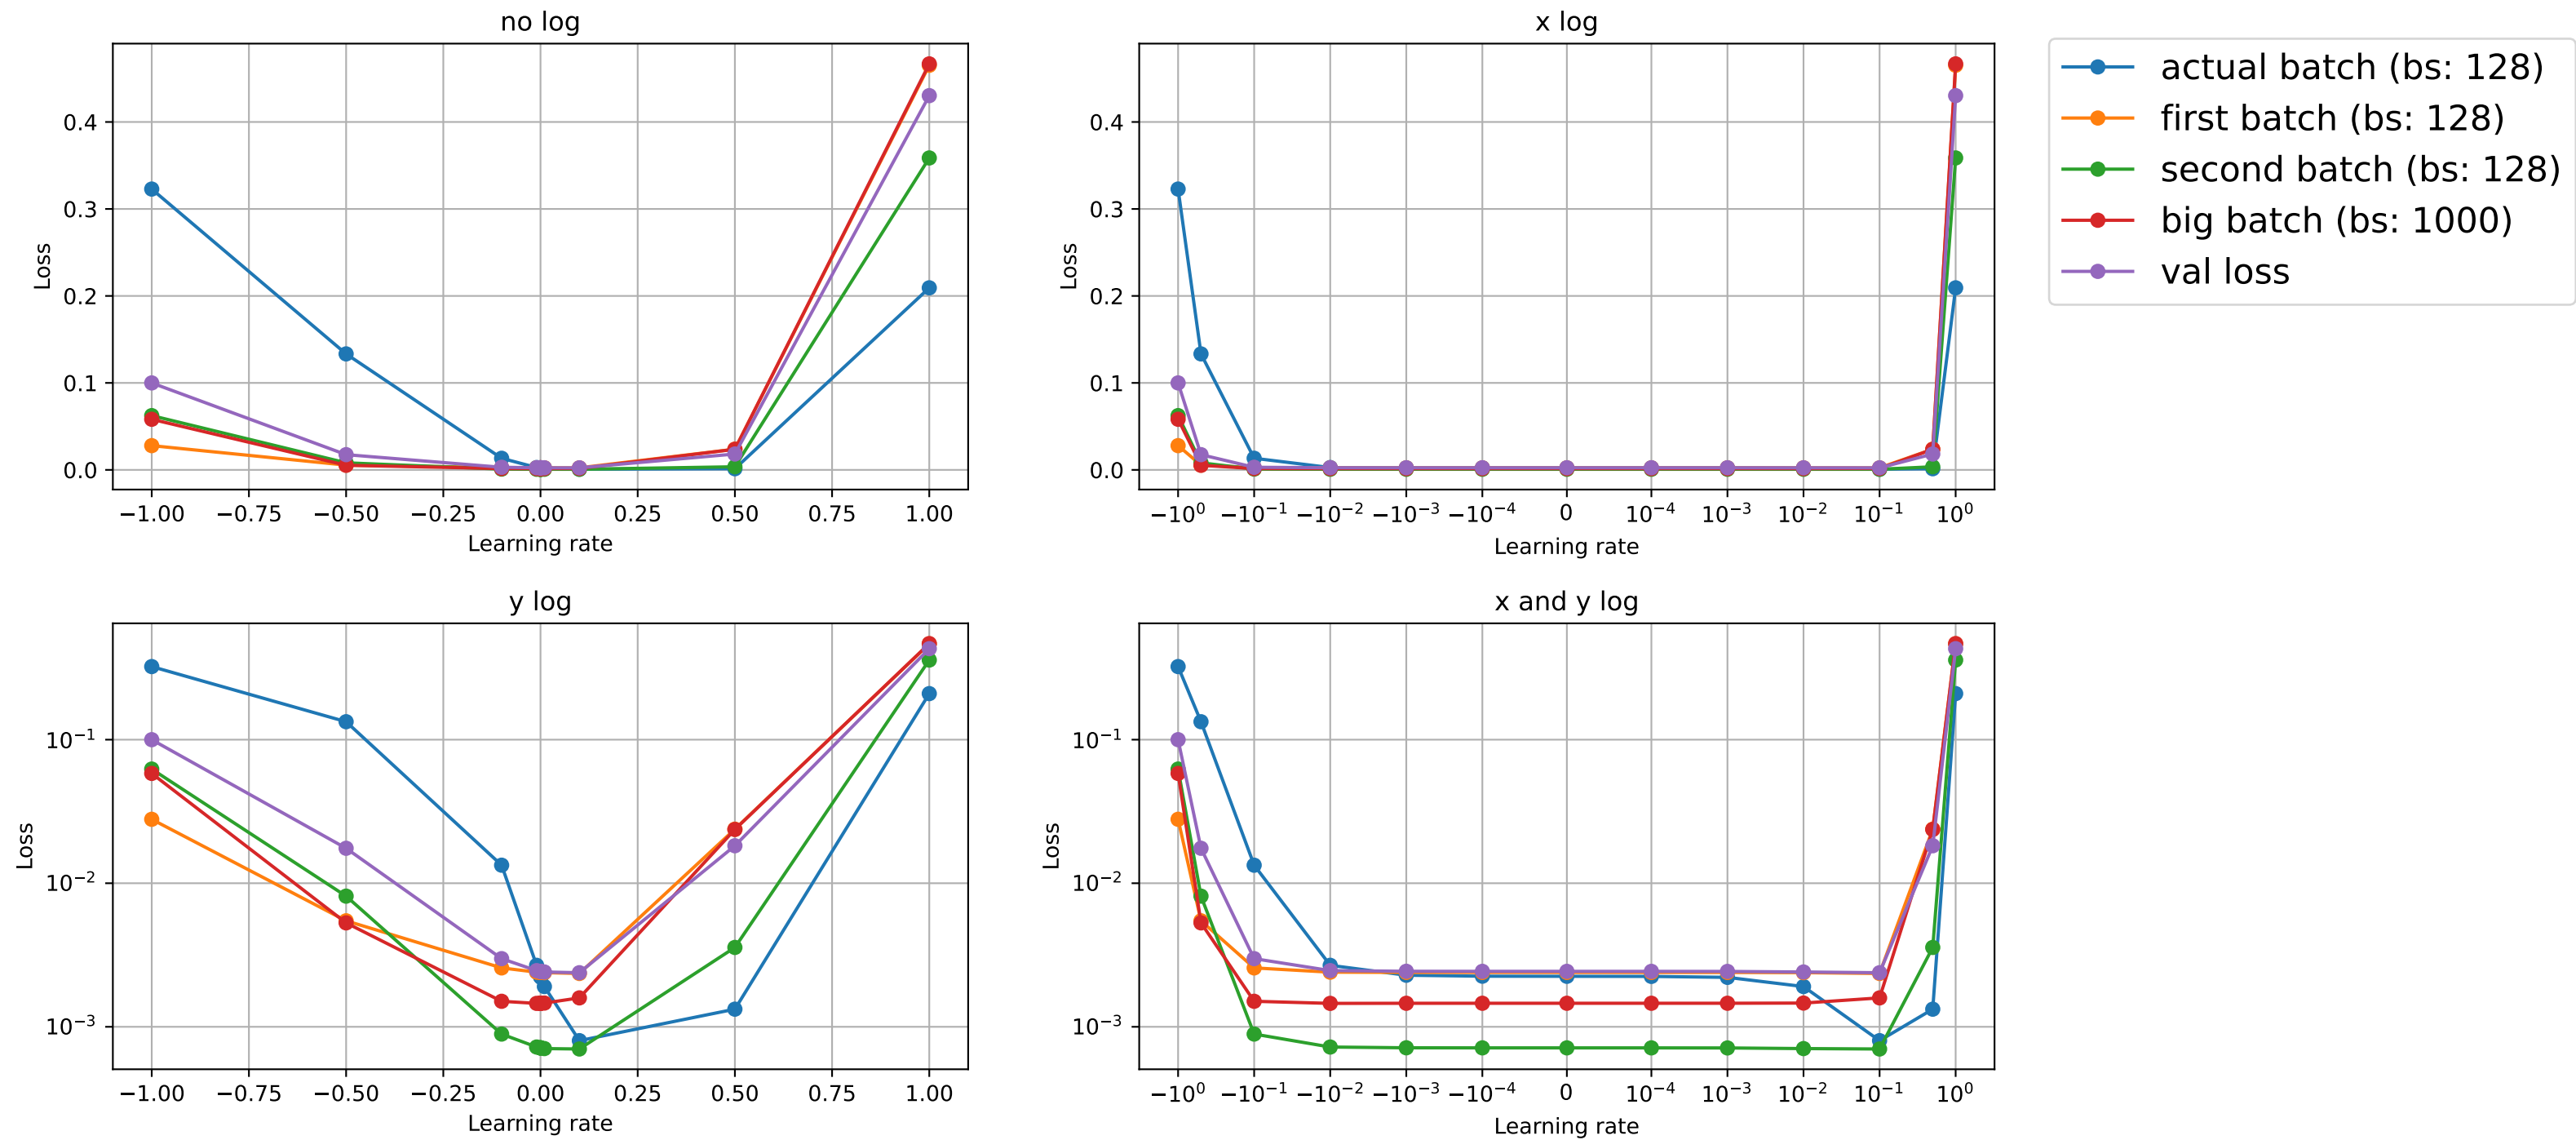 no log
0.4
0.3
0.2
0.1
0.0
Loss
−1.00 −0.75 −0.50 −0.25 0.00 0.25 0.50 0.75 1.00
Learning rate
x log
0.4
0.3
0.2
0.1
0.0
Loss
−10⁰ −10⁻¹ −10⁻² −10⁻³ −10⁻⁴ 0 10⁻⁴ 10⁻³ 10⁻² 10⁻¹ 10⁰
Learning rate
actual batch (bs: 128)
first batch (bs: 128)
second batch (bs: 128)
big batch (bs: 1000)
val loss
y log
10⁻¹
10⁻²
10⁻³
Loss
−1.00 −0.75 −0.50 −0.25 0.00 0.25 0.50 0.75 1.00
Learning rate
x and y log
10⁻¹
10⁻²
10⁻³
Loss
−10⁰ −10⁻¹ −10⁻² −10⁻³ −10⁻⁴ 0 10⁻⁴ 10⁻³ 10⁻² 10⁻¹ 10⁰
Learning rate